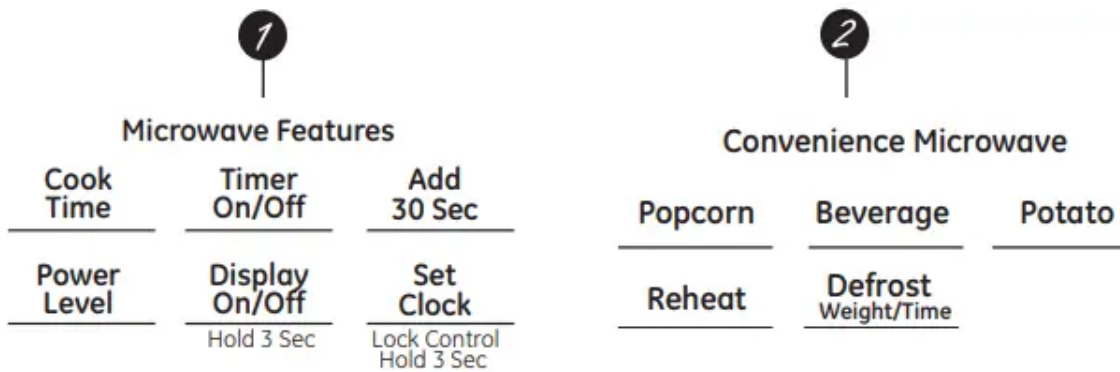 1
2
Microwave Features
Cook
Time
Timer
On/Off
Add
30 Sec
Power
Level
Display
On/Off
Hold 3 Sec
Set
Clock
Lock Control
Hold 3 Sec
Convenience Microwave
Popcorn
Beverage
Potato
Reheat
Defrost
Weight/Time